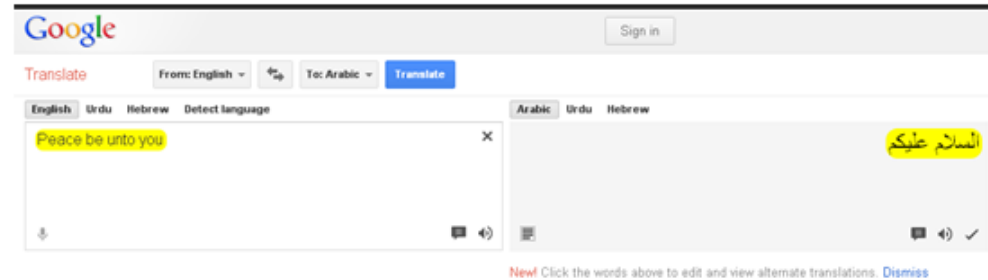 Google
Sign in
Translate From: English To: Arabic Translate
English Urdu Hebrew Detect language
Arabic Urdu Hebrew
Peace be unto you
السلام عليكم
New! Click the words above to edit and view alternate translations. Dismiss